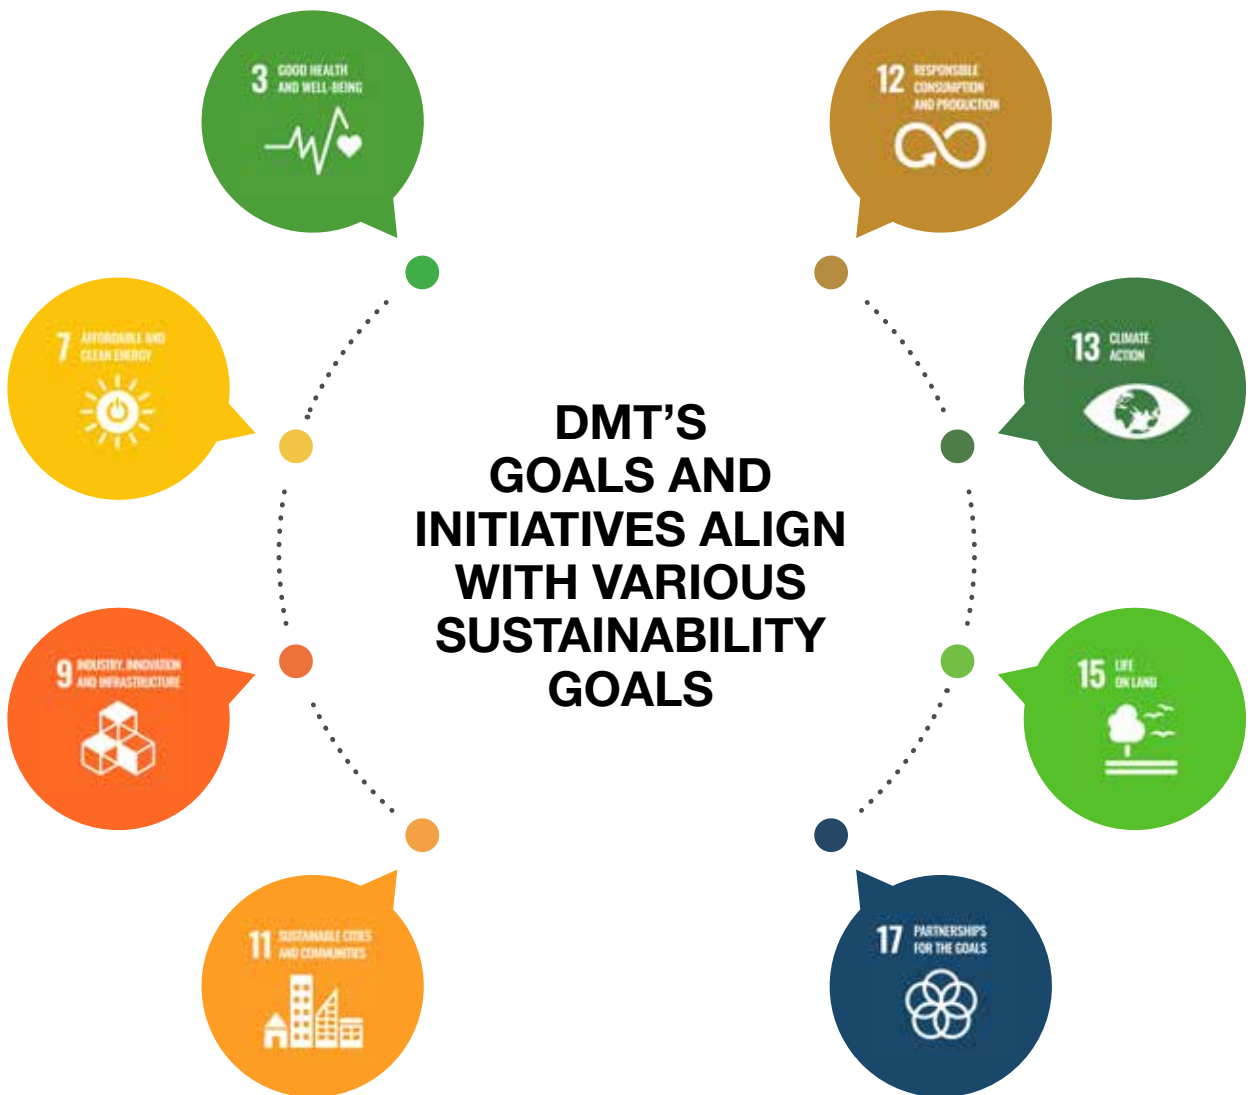 3 GOOD HEALTH
AND WELL-BEING
7 AFFORDABLE AND
CLEAN ENERGY
9 INDUSTRY, INNOVATION
AND INFRASTRUCTURE
11 SUSTAINABLE CITIES
AND COMMUNITIES
DMT’S
GOALS AND
INITIATIVES ALIGN
WITH VARIOUS
SUSTAINABILITY
GOALS
12 RESPONSIBLE
CONSUMPTION
AND PRODUCTION
13 CLIMATE
ACTION
15 LIFE
ON LAND
17 PARTNERSHIPS
FOR THE GOALS